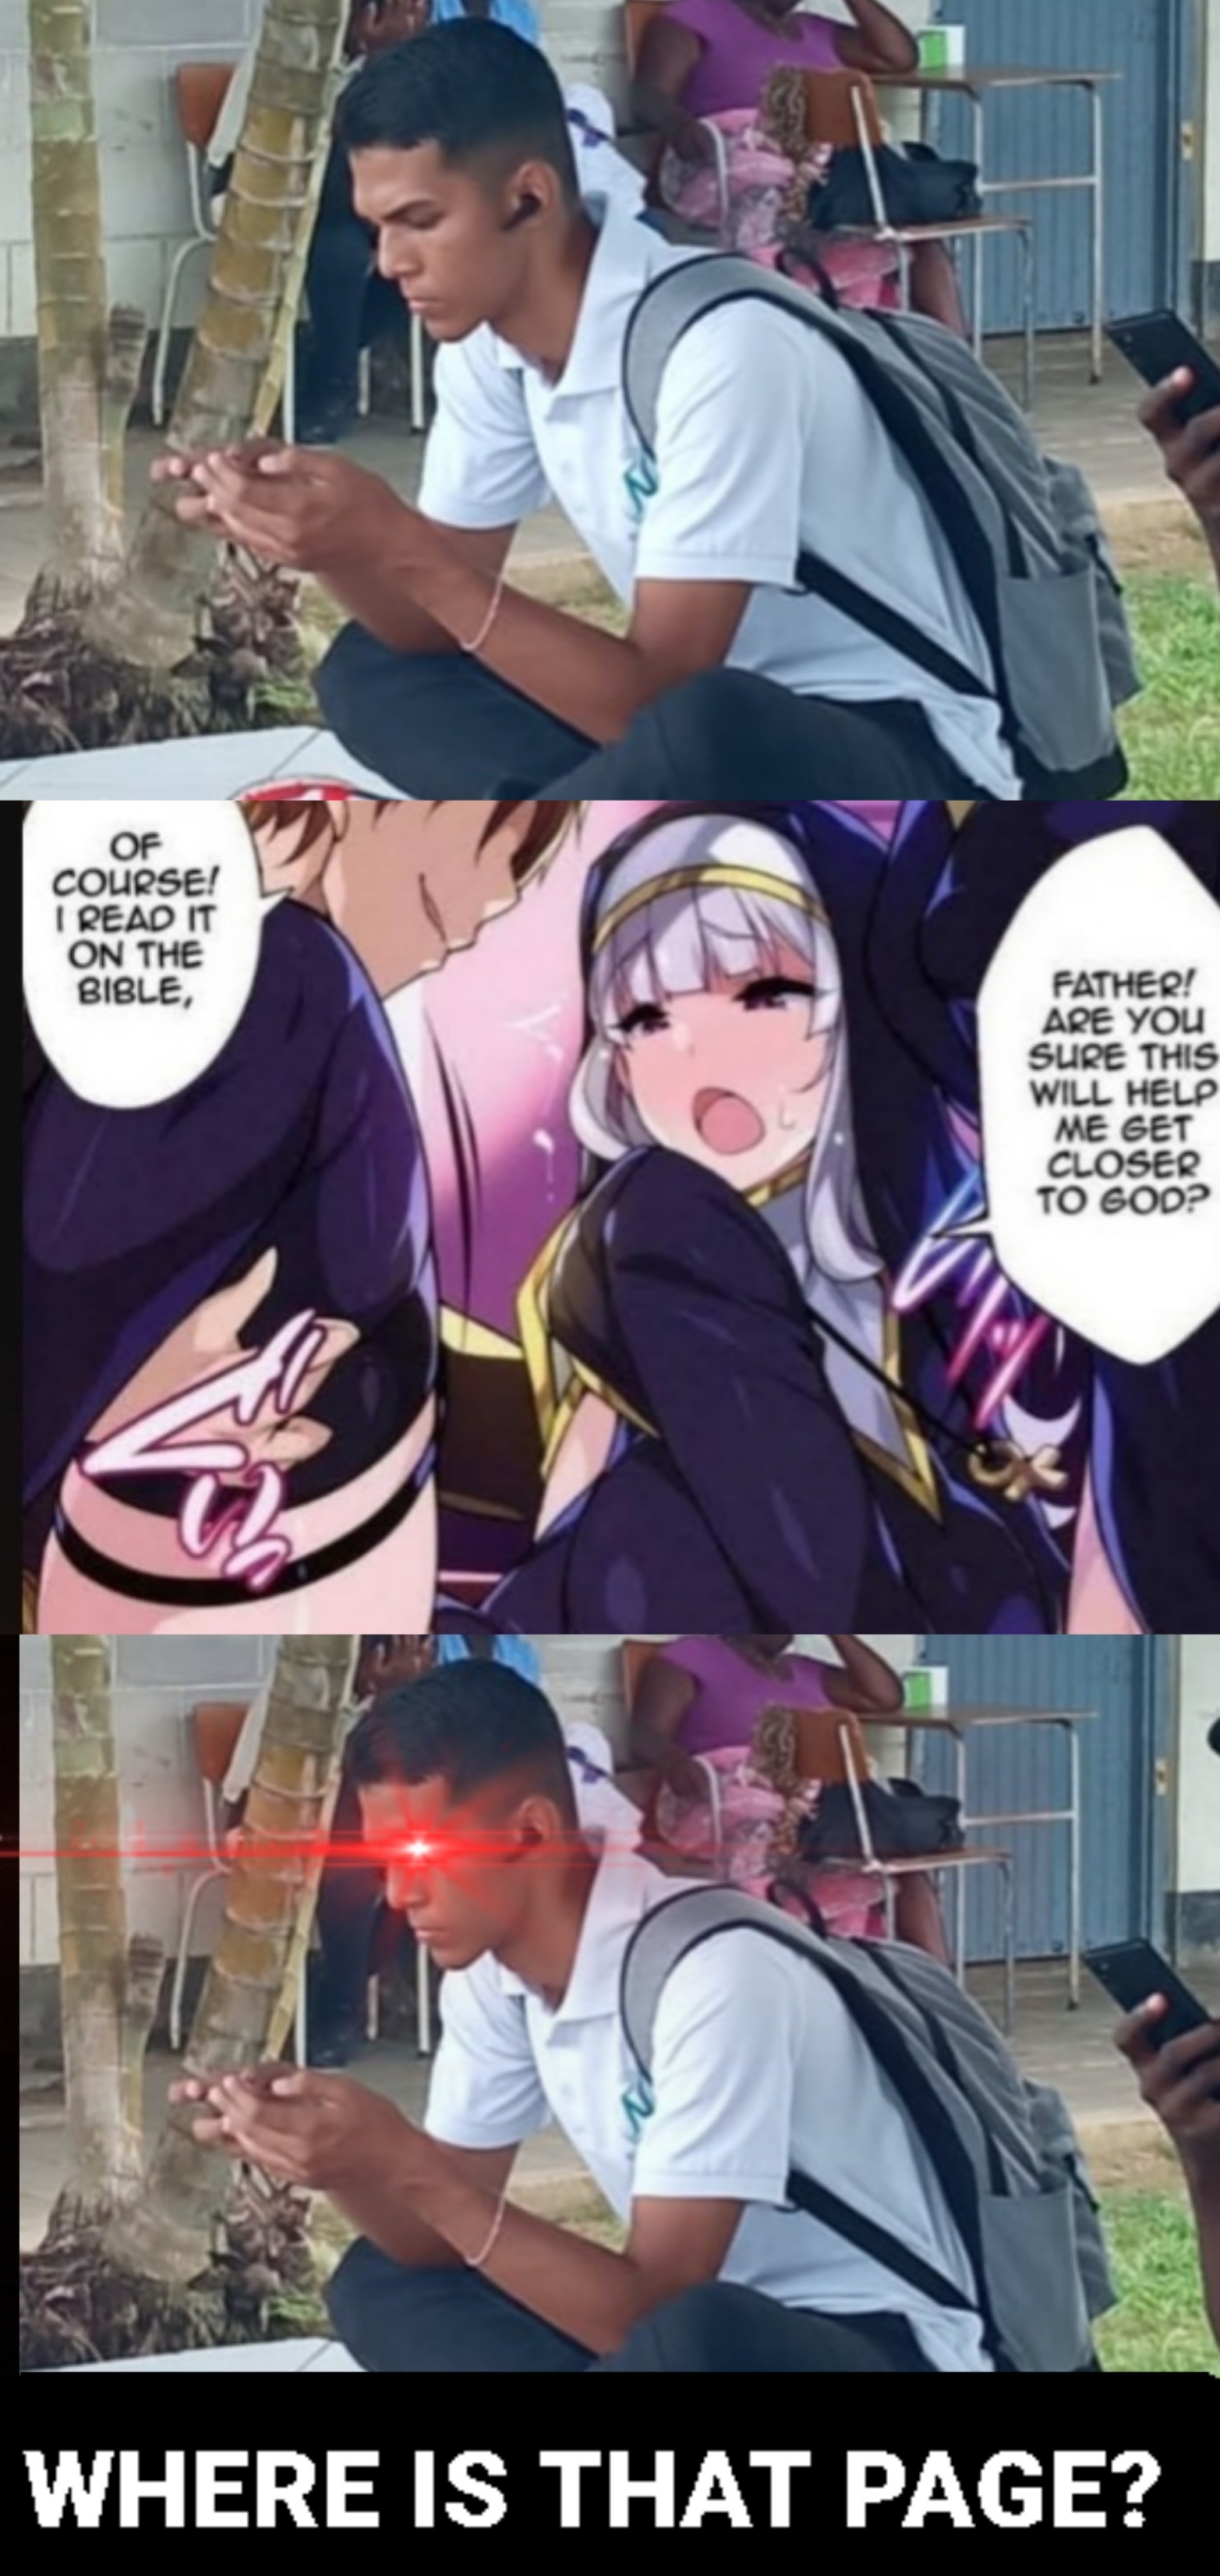 OF
COURSE!
I READ IT
ON THE
BIBLE,
FATHER!
ARE YOU
SURE THIS
WILL HELP
ME GET
CLOSER
TO GOD?
WHERE IS THAT PAGE?